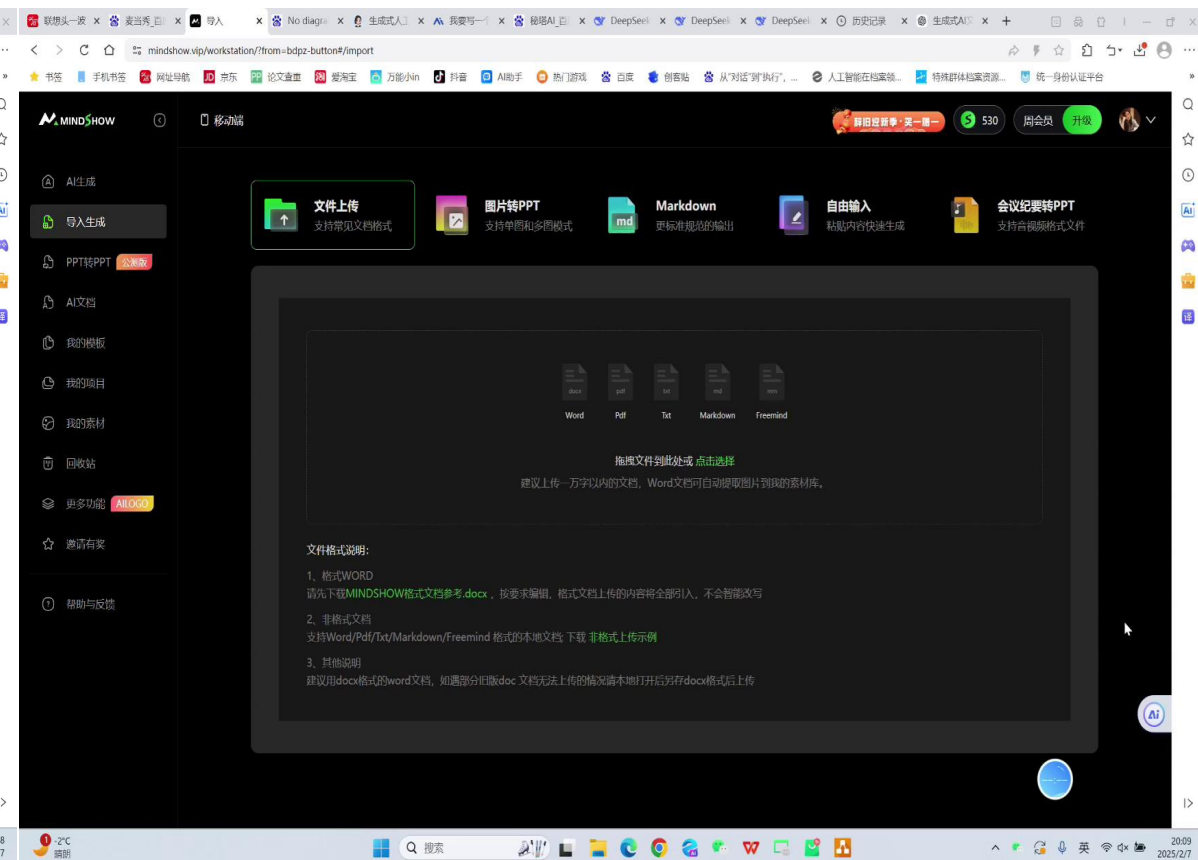 联想头一波
麦当秀_百
导入
No diagra
生成式人工
我要写一个
秘塔AI_百
DeepSeek
DeepSeek
DeepSeek
历史记录
生成式AI
mindshow.vip/workstation/?from=bdpz-button#/import
书签
手机书签
网址导航
京东
论文查重
爱淘宝
万能小in
抖音
AI助手
热门游戏
百度
创客贴
从"对话"到"执行", ...
人工智能在档案领...
特殊群体档案资源...
统一身份认证平台
MINDSHOW
移动端
辞旧迎新季·买一赠一
530
周会员
升级
AI生成
导入生成
PPT转PPT 公测版
AI文档
我的模板
我的项目
我的素材
回收站
更多功能 AILOGO
邀请有奖
帮助与反馈
文件上传
支持常见文档格式
图片转PPT
支持单图和多图模式
Markdown
更标准规范的输出
自由输入
粘贴内容快速生成
会议纪要转PPT
支持音视频格式文件
docx pdf txt md mm
Word Pdf Txt Markdown Freemind
拖拽文件到此处或 点击选择
建议上传一万字以内的文档，Word文档可自动提取图片到我的素材库。
文件格式说明：
1、格式WORD
请先下载MINDSHOW格式文档参考.docx ，按要求编辑，格式文档上传的内容将全部引入，不会智能改写
2、非格式文档
支持Word/Pdf/Txt/Markdown/Freemind 格式的本地文档; 下载 非格式上传示例
3、其他说明
建议用docx格式的word文档，如遇部分旧版doc 文档无法上传的情况请本地打开后另存docx格式后上传
Ai
-2°C
晴朗
搜索
英
20:09
2025/2/7